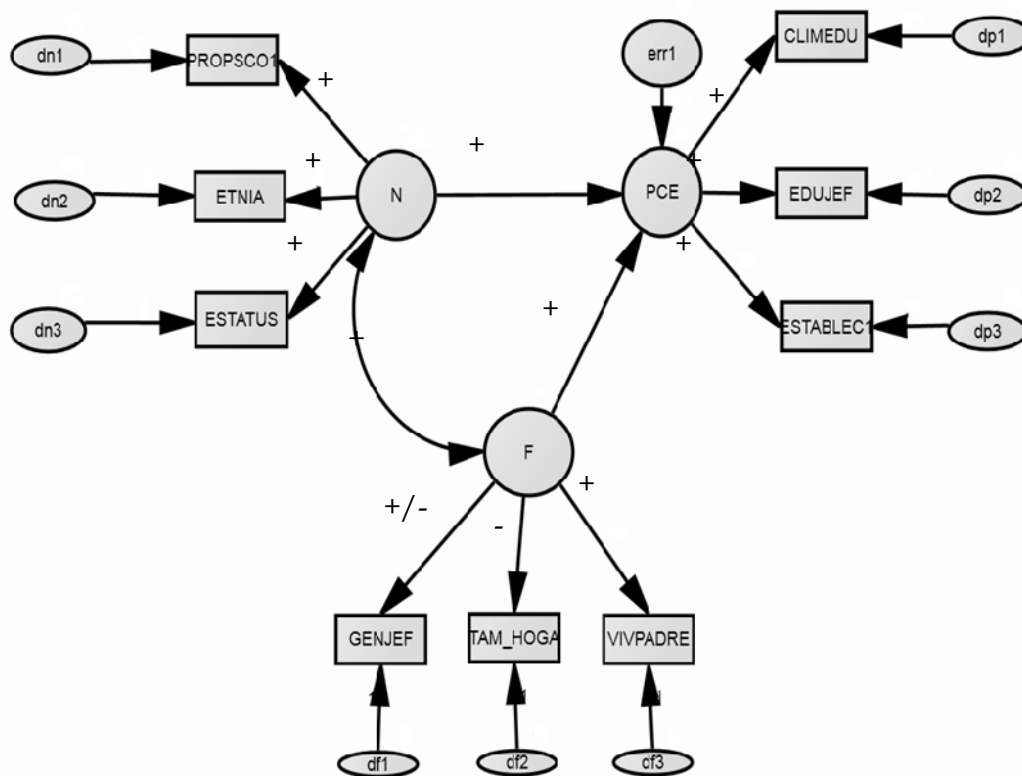 dn1
PROPSCO1
+
err1
CLIMEDU
dp1
+
dn2
ETNIA
+
N
+
PCE
+
EDUJEF
dp2
dn3
ESTATUS
+
+
ESTABLEC1
dp3
+
+
F
+/-
-
+
GENJEF
TAM_HOGA
VIVPADRE
df1
df2
df3